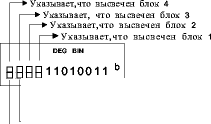 Указывает,что высвечен блок 4
Указывает, что высвечен блок 3
Указывает,что высвечен блок 2
Указывает,что высвечен блок 1
DEG BIN
11010011 b